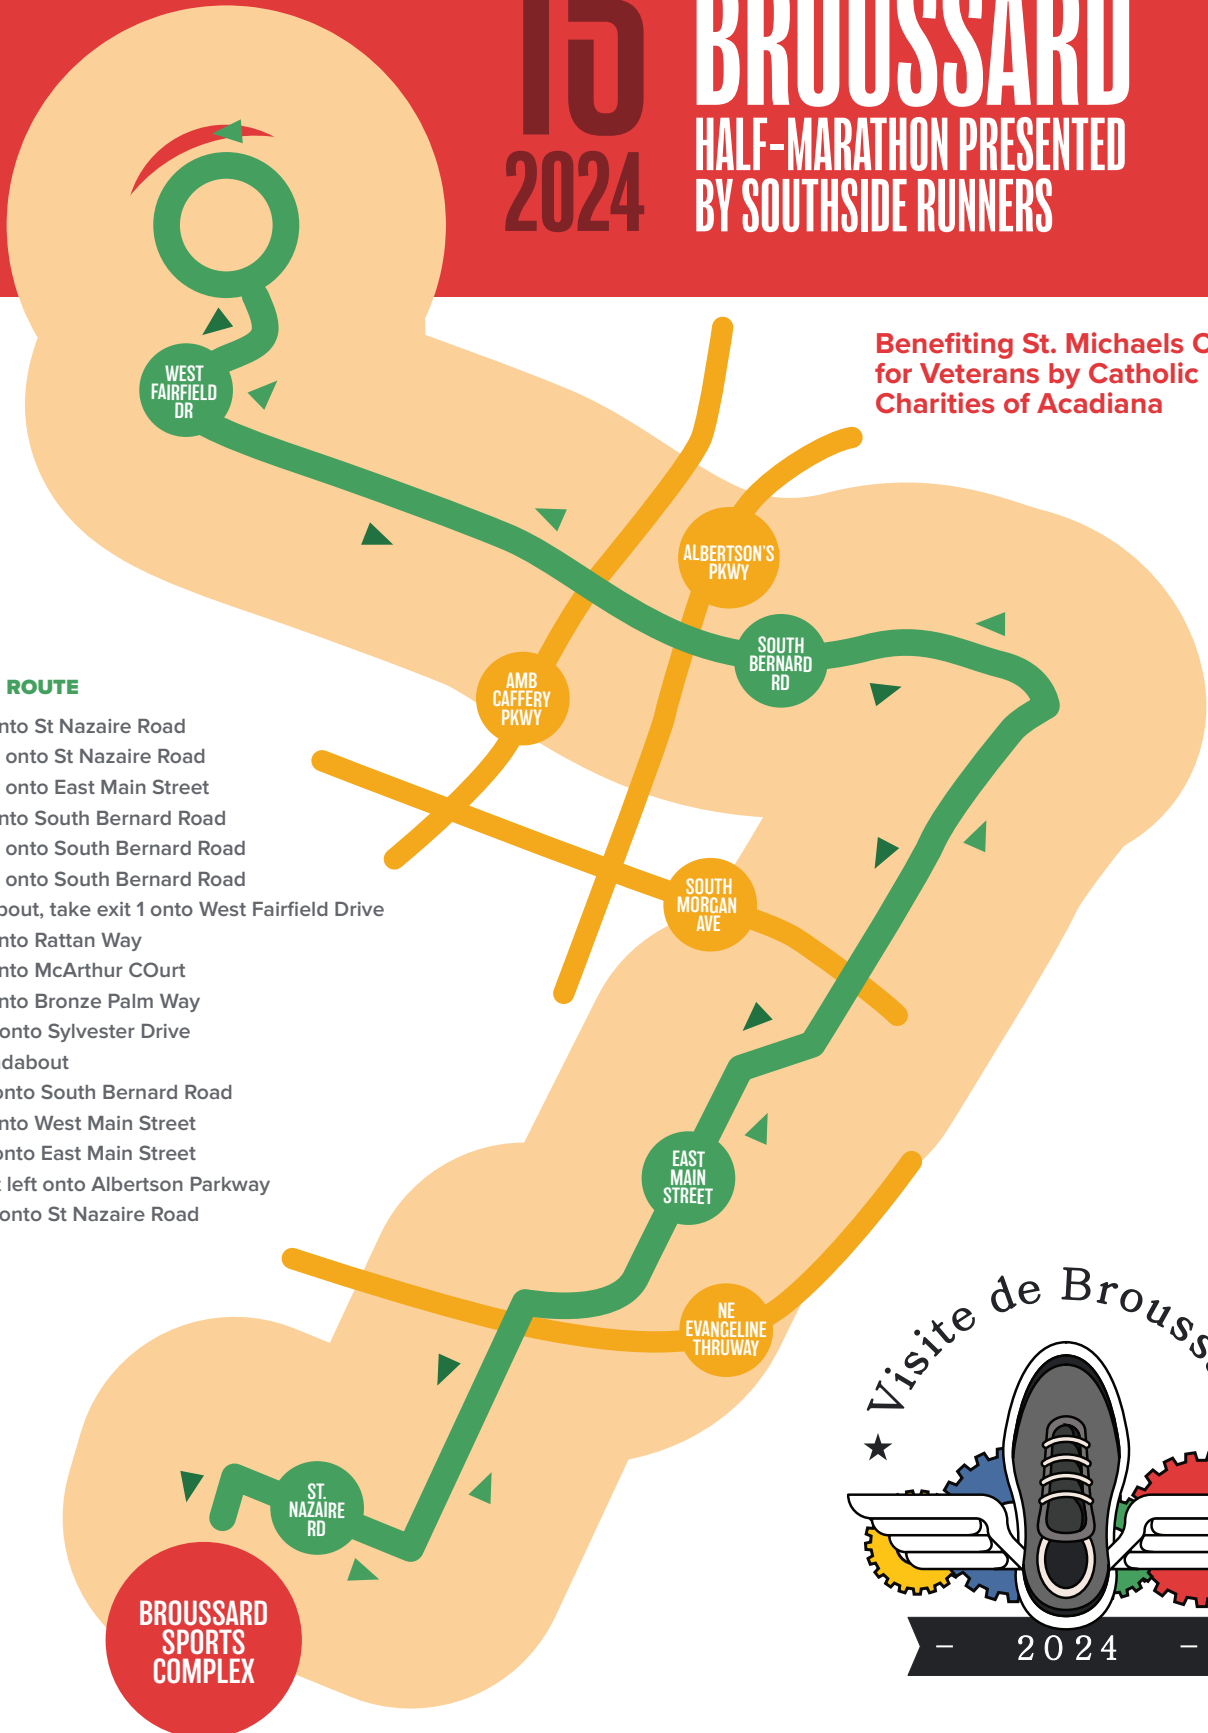 15
2024
BROUSSARD
HALF-MARATHON PRESENTED
BY SOUTHSIDE RUNNERS
Benefiting St. Michaels
for Veterans by Catholic
Charities of Acadiana
WEST
FAIRFIELD
DR
ALBERTSON'S
PKWY
SOUTH
BERNARD
RD
AMB
CAFFERY
PKWY
SOUTH
MORGAN
AVE
EAST
MAIN
STREET
NE
EVANGELINE
THRUWAY
ST.
NAZAIRE
RD
BROUSSARD
SPORTS
COMPLEX
ROUTE
nto St Nazaire Road
onto St Nazaire Road
onto East Main Street
nto South Bernard Road
onto South Bernard Road
onto South Bernard Road
bout, take exit 1 onto West Fairfield Drive
nto Rattan Way
nto McArthur COurt
nto Bronze Palm Way
onto Sylvester Drive
dabout
onto South Bernard Road
nto West Main Street
onto East Main Street
left onto Albertson Parkway
onto St Nazaire Road
★ Visite de Brouss
– 2024 –